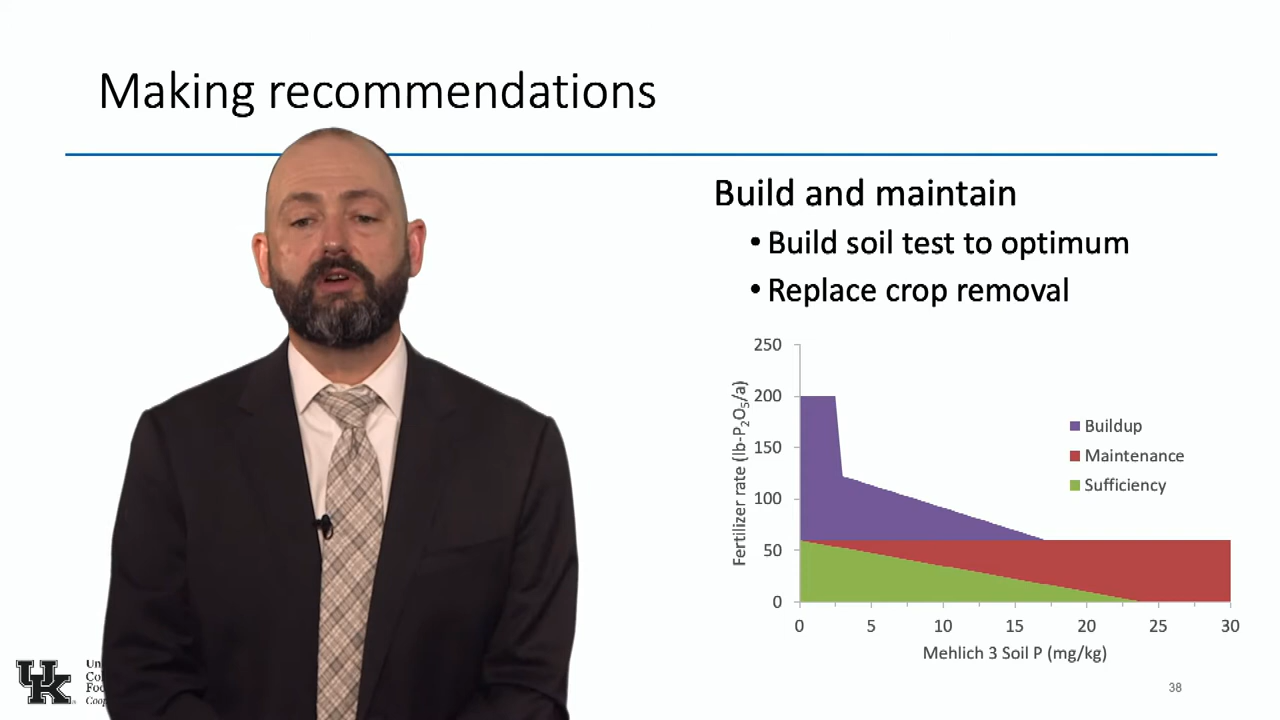 Making recommendations
Build and maintain
• Build soil test to optimum
• Replace crop removal
250
200
150
100
50
0
Fertilizer rate (lb-P₂O₅/a)
Buildup
Maintenance
Sufficiency
0 5 10 15 20 25 30
Mehlich 3 Soil P (mg/kg)
UK
Coop
38